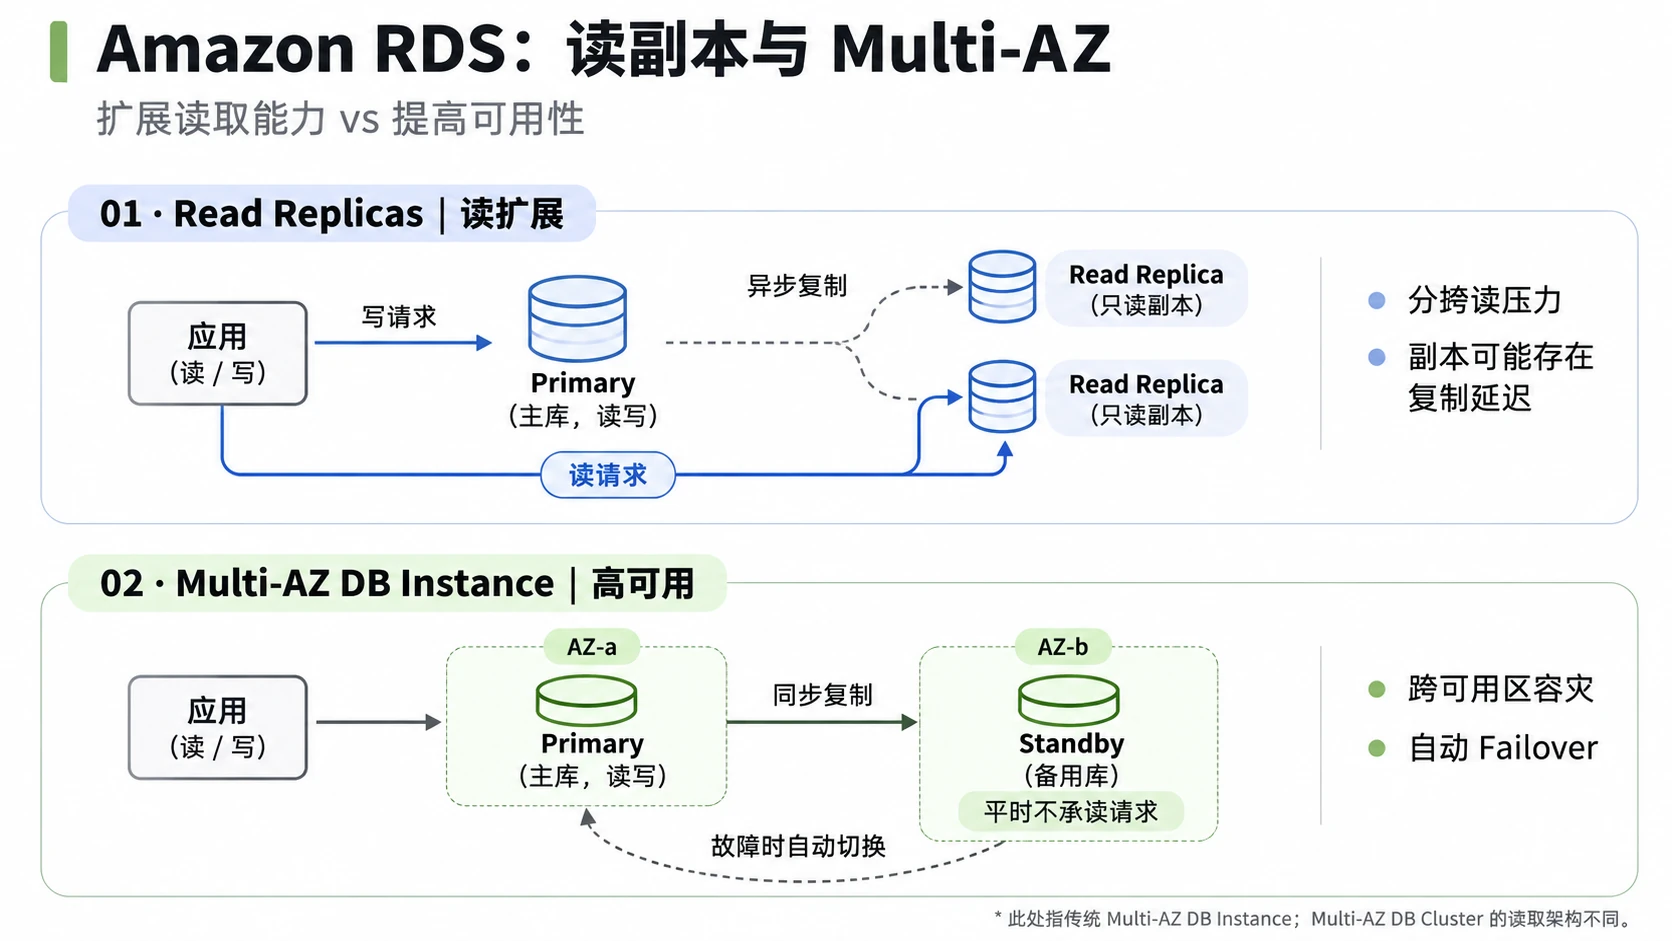 Amazon RDS：读副本与 Multi-AZ
扩展读取能力 vs 提高可用性
01 · Read Replicas | 读扩展
应用
（读 / 写）
写请求
Primary
（主库，读写）
异步复制
Read Replica
（只读副本）
Read Replica
（只读副本）
读请求
分挎读压力
副本可能存在
复制延迟
02 · Multi-AZ DB Instance | 高可用
应用
（读 / 写）
AZ-a
Primary
（主库，读写）
同步复制
AZ-b
Standby
（备用库）
平时不承读请求
故障时自动切换
跨可用区容灾
自动 Failover
* 此处指传统 Multi-AZ DB Instance；Multi-AZ DB Cluster 的读取架构不同。